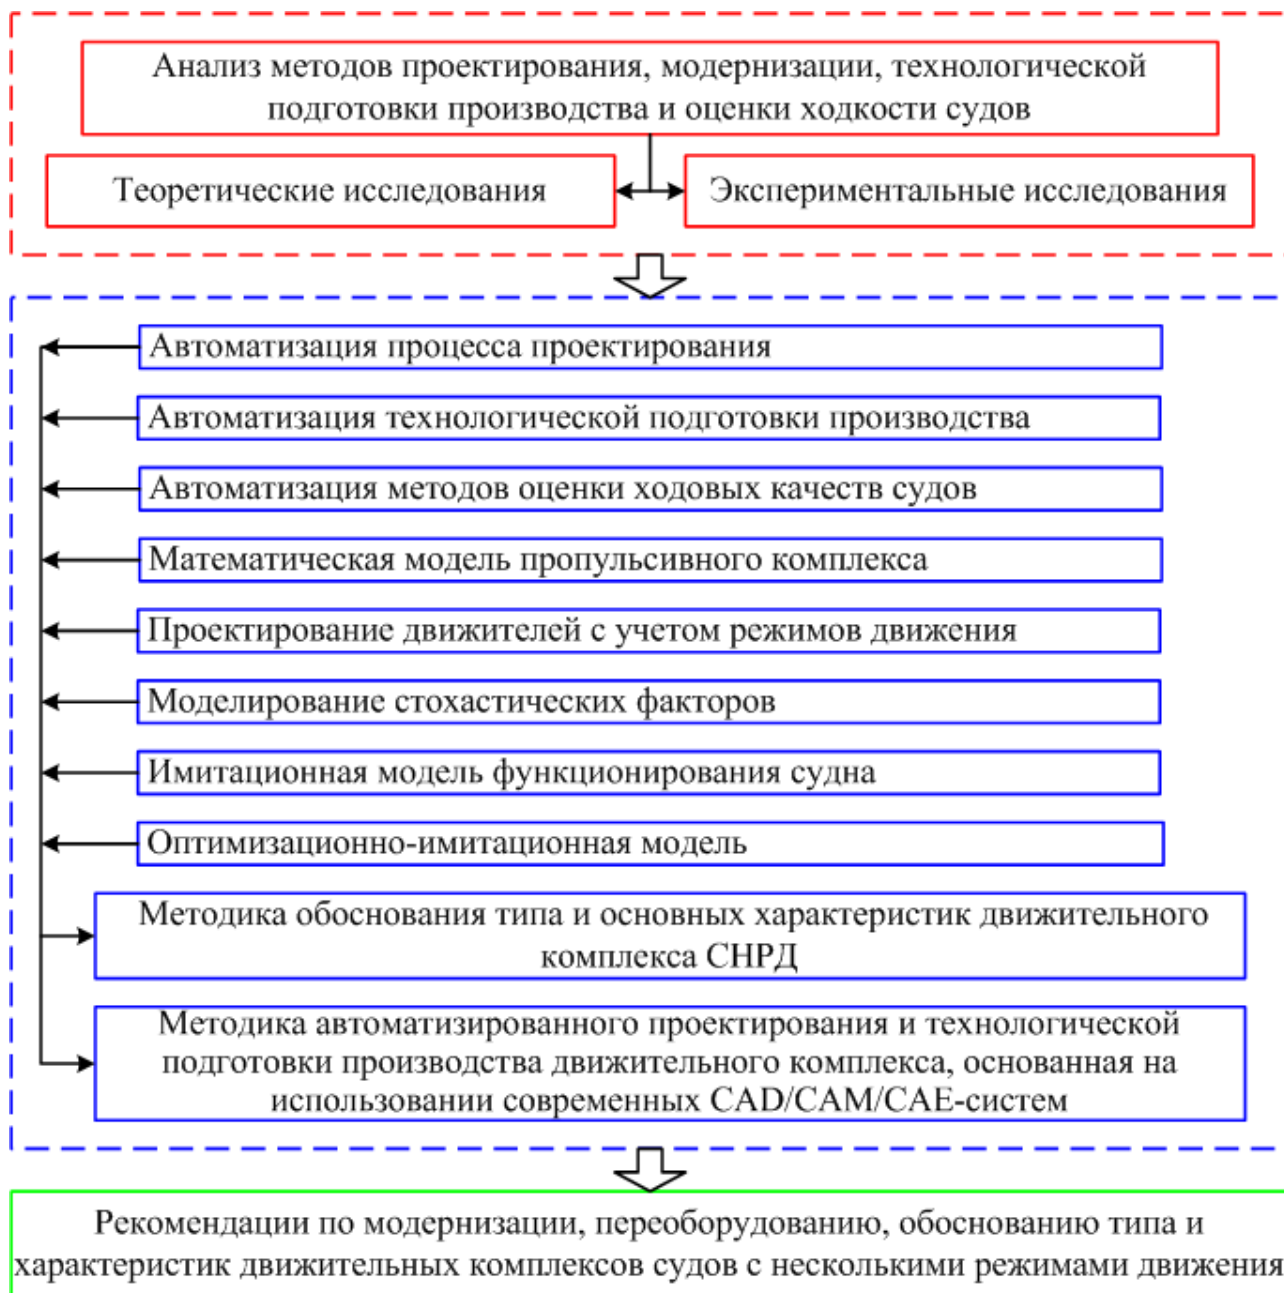 Анализ методов проектирования, модернизации, технологической
подготовки производства и оценки ходкости судов
Теоретические исследования
Экспериментальные исследования
Автоматизация процесса проектирования
Автоматизация технологической подготовки производства
Автоматизация методов оценки ходовых качеств судов
Математическая модель пропульсивного комплекса
Проектирование движителей с учетом режимов движения
Моделирование стохастических факторов
Имитационная модель функционирования судна
Оптимизационно-имитационная модель
Методика обоснования типа и основных характеристик движительного
комплекса СНРД
Методика автоматизированного проектирования и технологической
подготовки производства движительного комплекса, основанная на
использовании современных CAD/CAM/CAE-систем
Рекомендации по модернизации, переоборудованию, обоснованию типа и
характеристик движительных комплексов судов с несколькими режимами движения